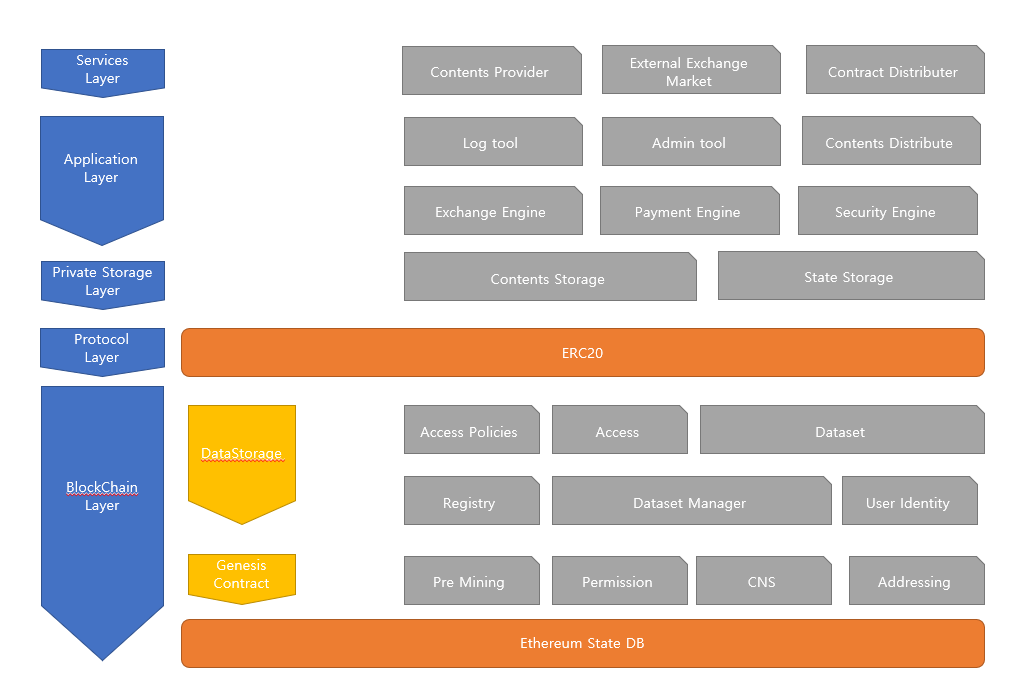 Services
Layer
Contents Provider
External Exchange
Market
Contract Distributer
Application
Layer
Log tool
Admin tool
Contents Distribute
Exchange Engine
Payment Engine
Security Engine
Private Storage
Layer
Contents Storage
State Storage
Protocol
Layer
ERC20
BlockChain
Layer
DataStorage
Access Policies
Access
Dataset
Registry
Dataset Manager
User Identity
Genesis
Contract
Pre Mining
Permission
CNS
Addressing
Ethereum State DB